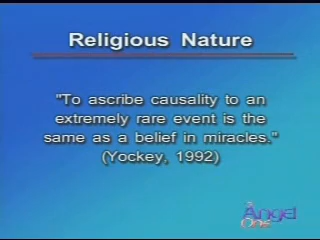 Religious Nature
"To ascribe causality to an
extremely rare event is the
same as a belief in miracles."
(Yockey, 1992)
Angel
One